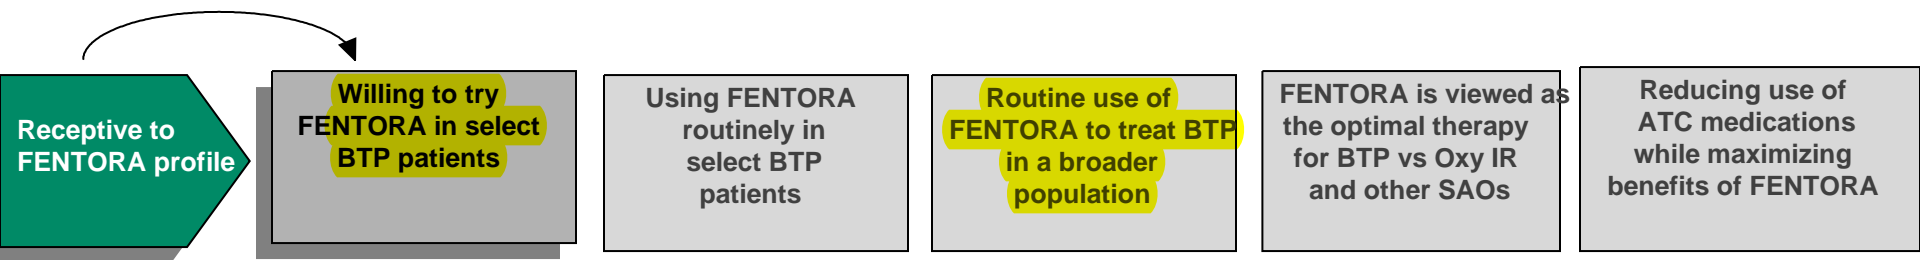 Receptive to
FENTORA profile
Willing to try
FENTORA in select
BTP patients
Using FENTORA
routinely in
select BTP
patients
Routine use of
FENTORA to treat BTP
in a broader
population
FENTORA is viewed as
the optimal therapy
for BTP vs Oxy IR
and other SAOs
Reducing use of
ATC medications
while maximizing
benefits of FENTORA